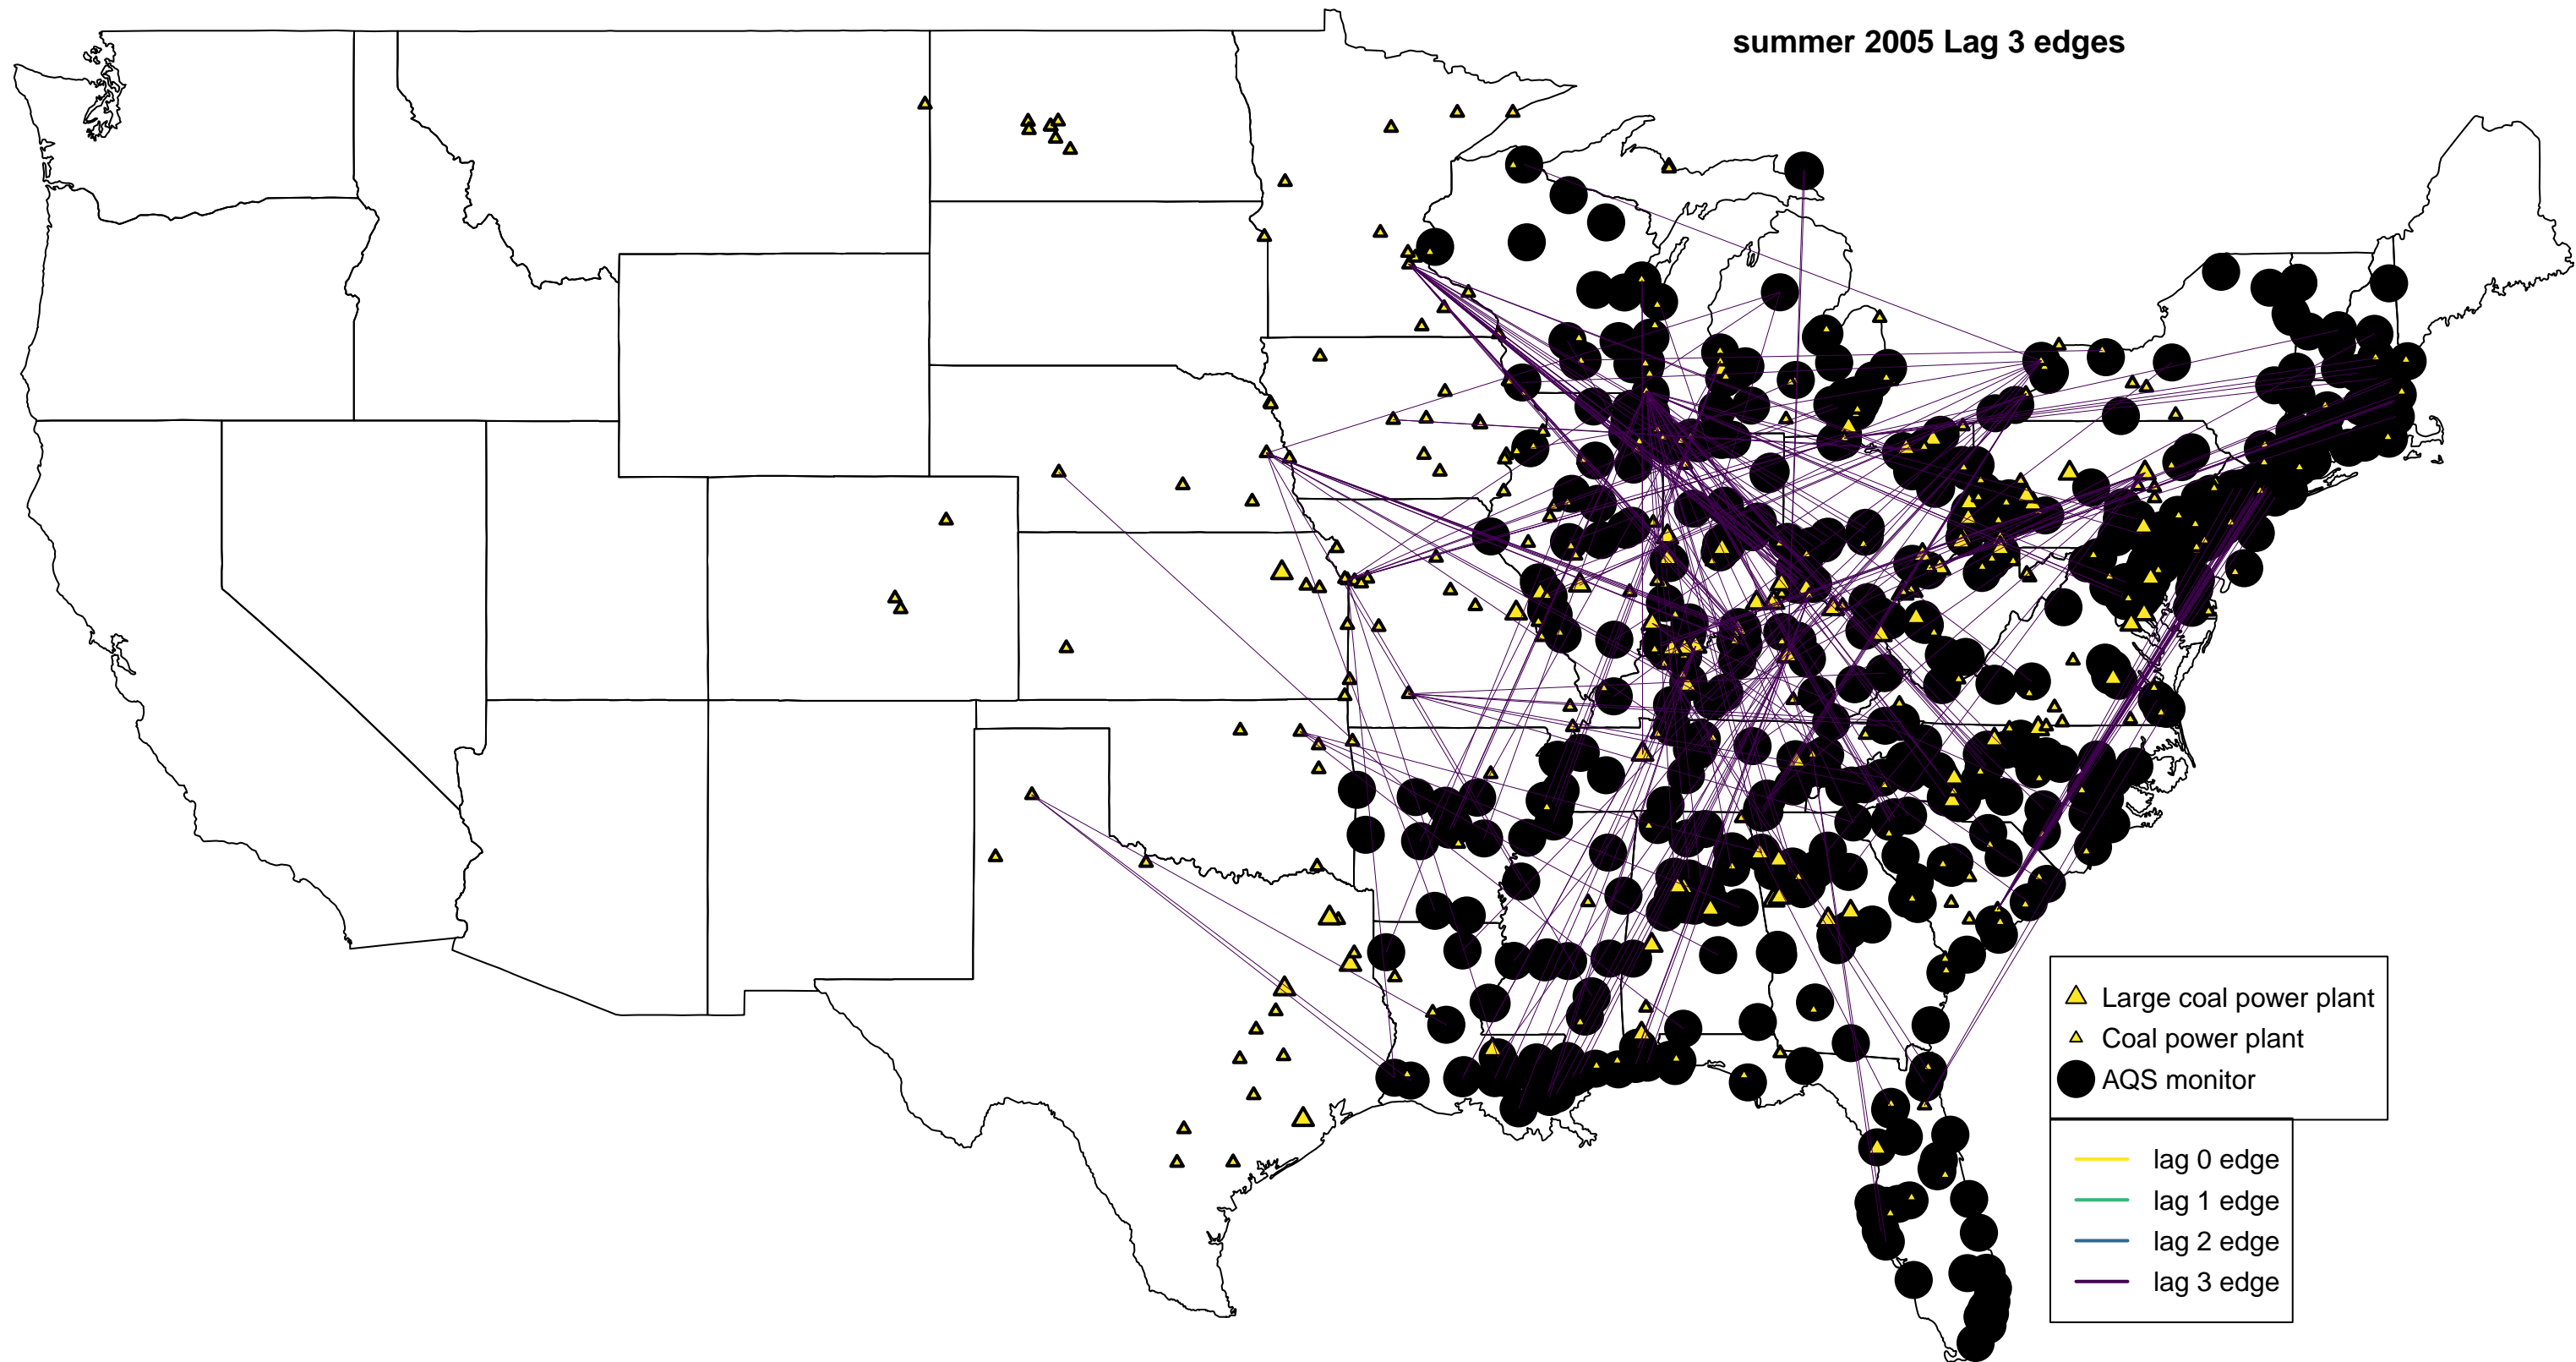 summer 2005 Lag 3 edges
Large coal power plant
Coal power plant
AQS monitor
lag 0 edge
lag 1 edge
lag 2 edge
lag 3 edge